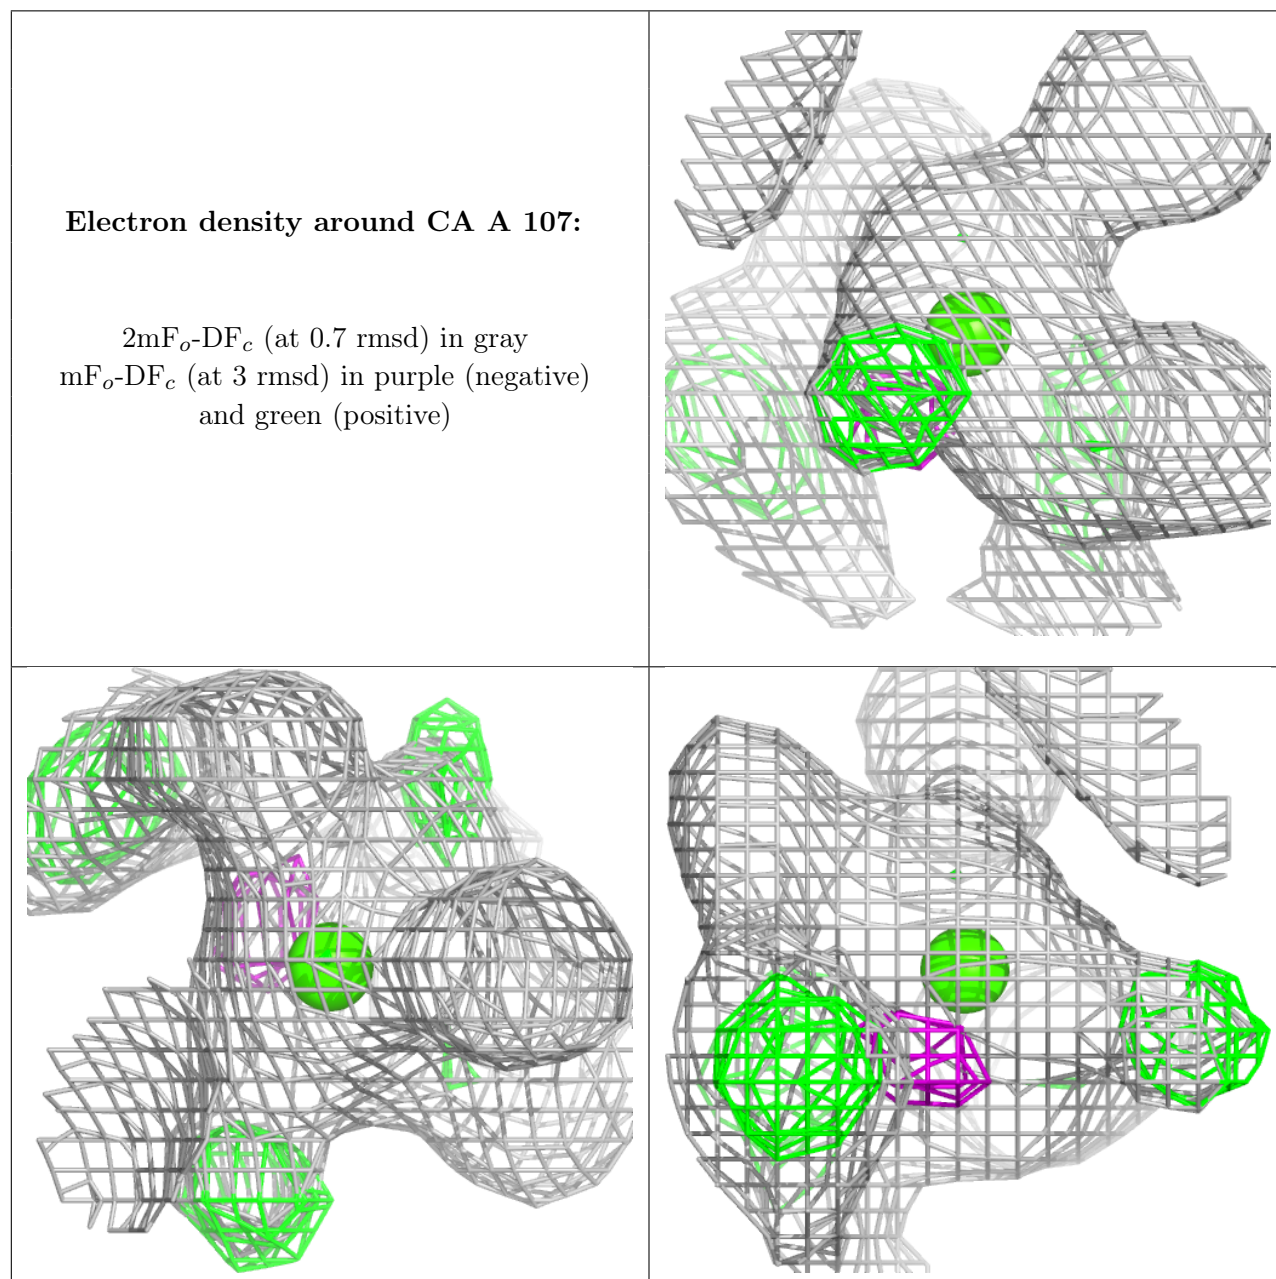 Electron density around CA A 107:
2mFₒ-DF𝑐 (at 0.7 rmsd) in gray
mFₒ-DF𝑐 (at 3 rmsd) in purple (negative)
and green (positive)